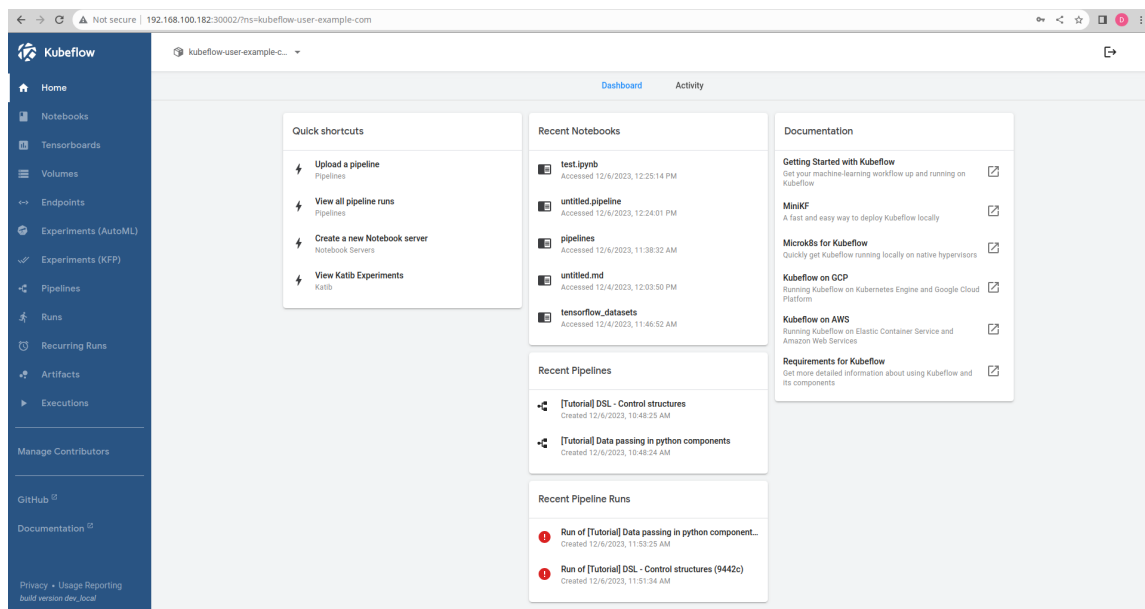 Not secure | 192.168.100.182:30002/?ns=kubeflow-user-example-com
D
Kubeflow
kubeflow-user-example-c...
Home
Notebooks
Tensorboards
Volumes
Endpoints
Experiments (AutoML)
Experiments (KFP)
Pipelines
Runs
Recurring Runs
Artifacts
Executions
Manage Contributors
GitHub
Documentation
Privacy • Usage Reporting
build version dev_local
Dashboard Activity
Quick shortcuts
Upload a pipeline
Pipelines
View all pipeline runs
Pipelines
Create a new Notebook server
Notebook Servers
View Katib Experiments
Katib
Recent Notebooks
test.ipynb
Accessed 12/6/2023, 12:25:14 PM
untitled.pipeline
Accessed 12/6/2023, 12:24:01 PM
pipelines
Accessed 12/6/2023, 11:38:32 AM
untitled.md
Accessed 12/4/2023, 12:03:50 PM
tensorflow_datasets
Accessed 12/4/2023, 11:46:52 AM
Recent Pipelines
[Tutorial] DSL - Control structures
Created 12/6/2023, 10:48:25 AM
[Tutorial] Data passing in python components
Created 12/6/2023, 10:48:24 AM
Recent Pipeline Runs
Run of [Tutorial] Data passing in python component...
Created 12/6/2023, 11:53:25 AM
Run of [Tutorial] DSL - Control structures (9442c)
Created 12/6/2023, 11:51:34 AM
Documentation
Getting Started with Kubeflow
Get your machine-learning workflow up and running on
Kubeflow
MiniKF
A fast and easy way to deploy Kubeflow locally
Microk8s for Kubeflow
Quickly get Kubeflow running locally on native hypervisors
Kubeflow on GCP
Running Kubeflow on Kubernetes Engine and Google Cloud
Platform
Kubeflow on AWS
Running Kubeflow on Elastic Container Service and
Amazon Web Services
Requirements for Kubeflow
Get more detailed information about using Kubeflow and
its components